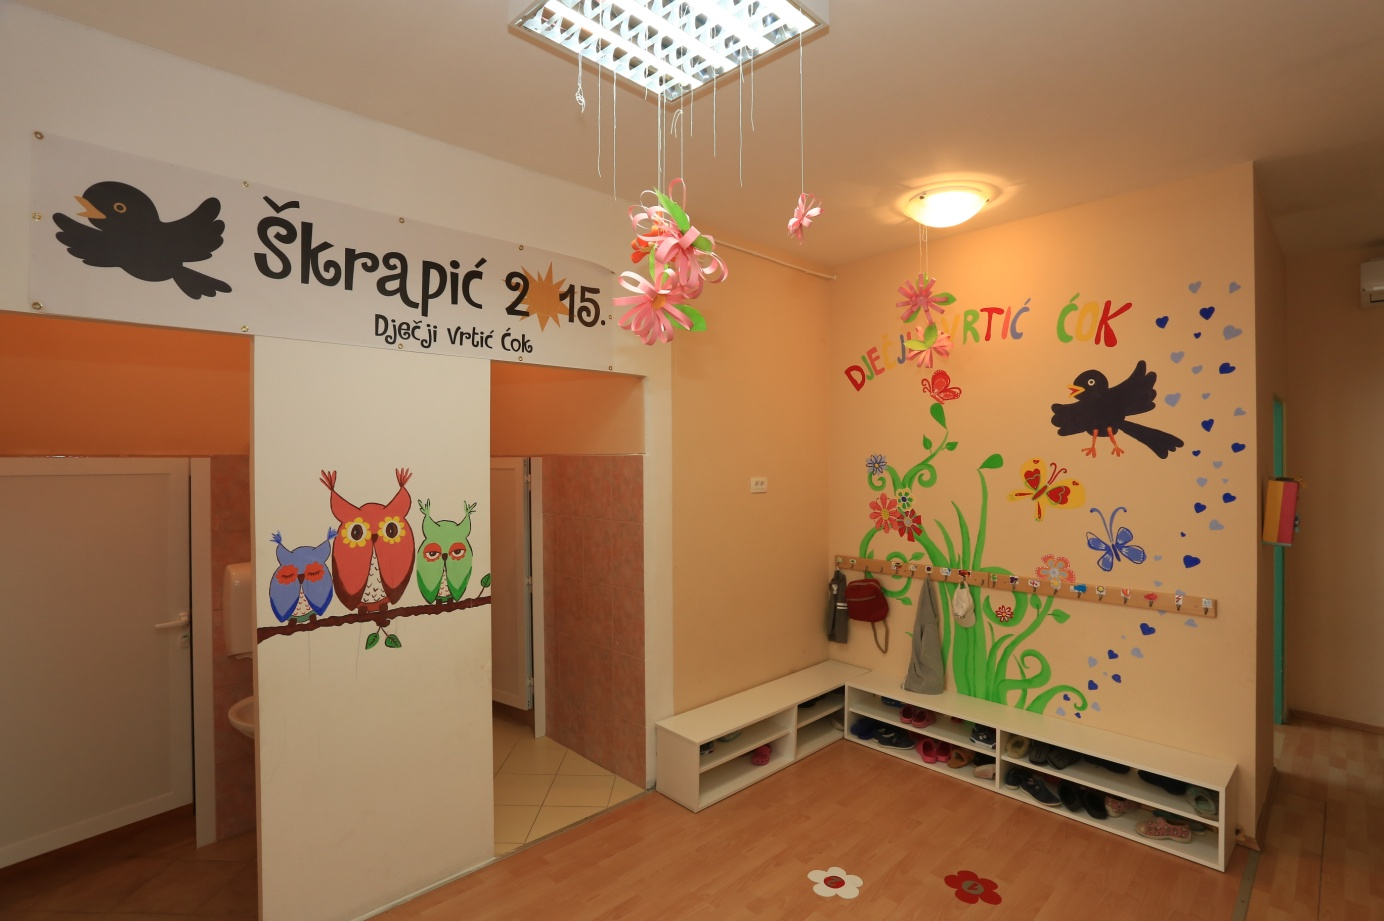 Škrapić 2015.
Dječji Vrtić Ćok
DJEČJI VRTIĆ ĆOK